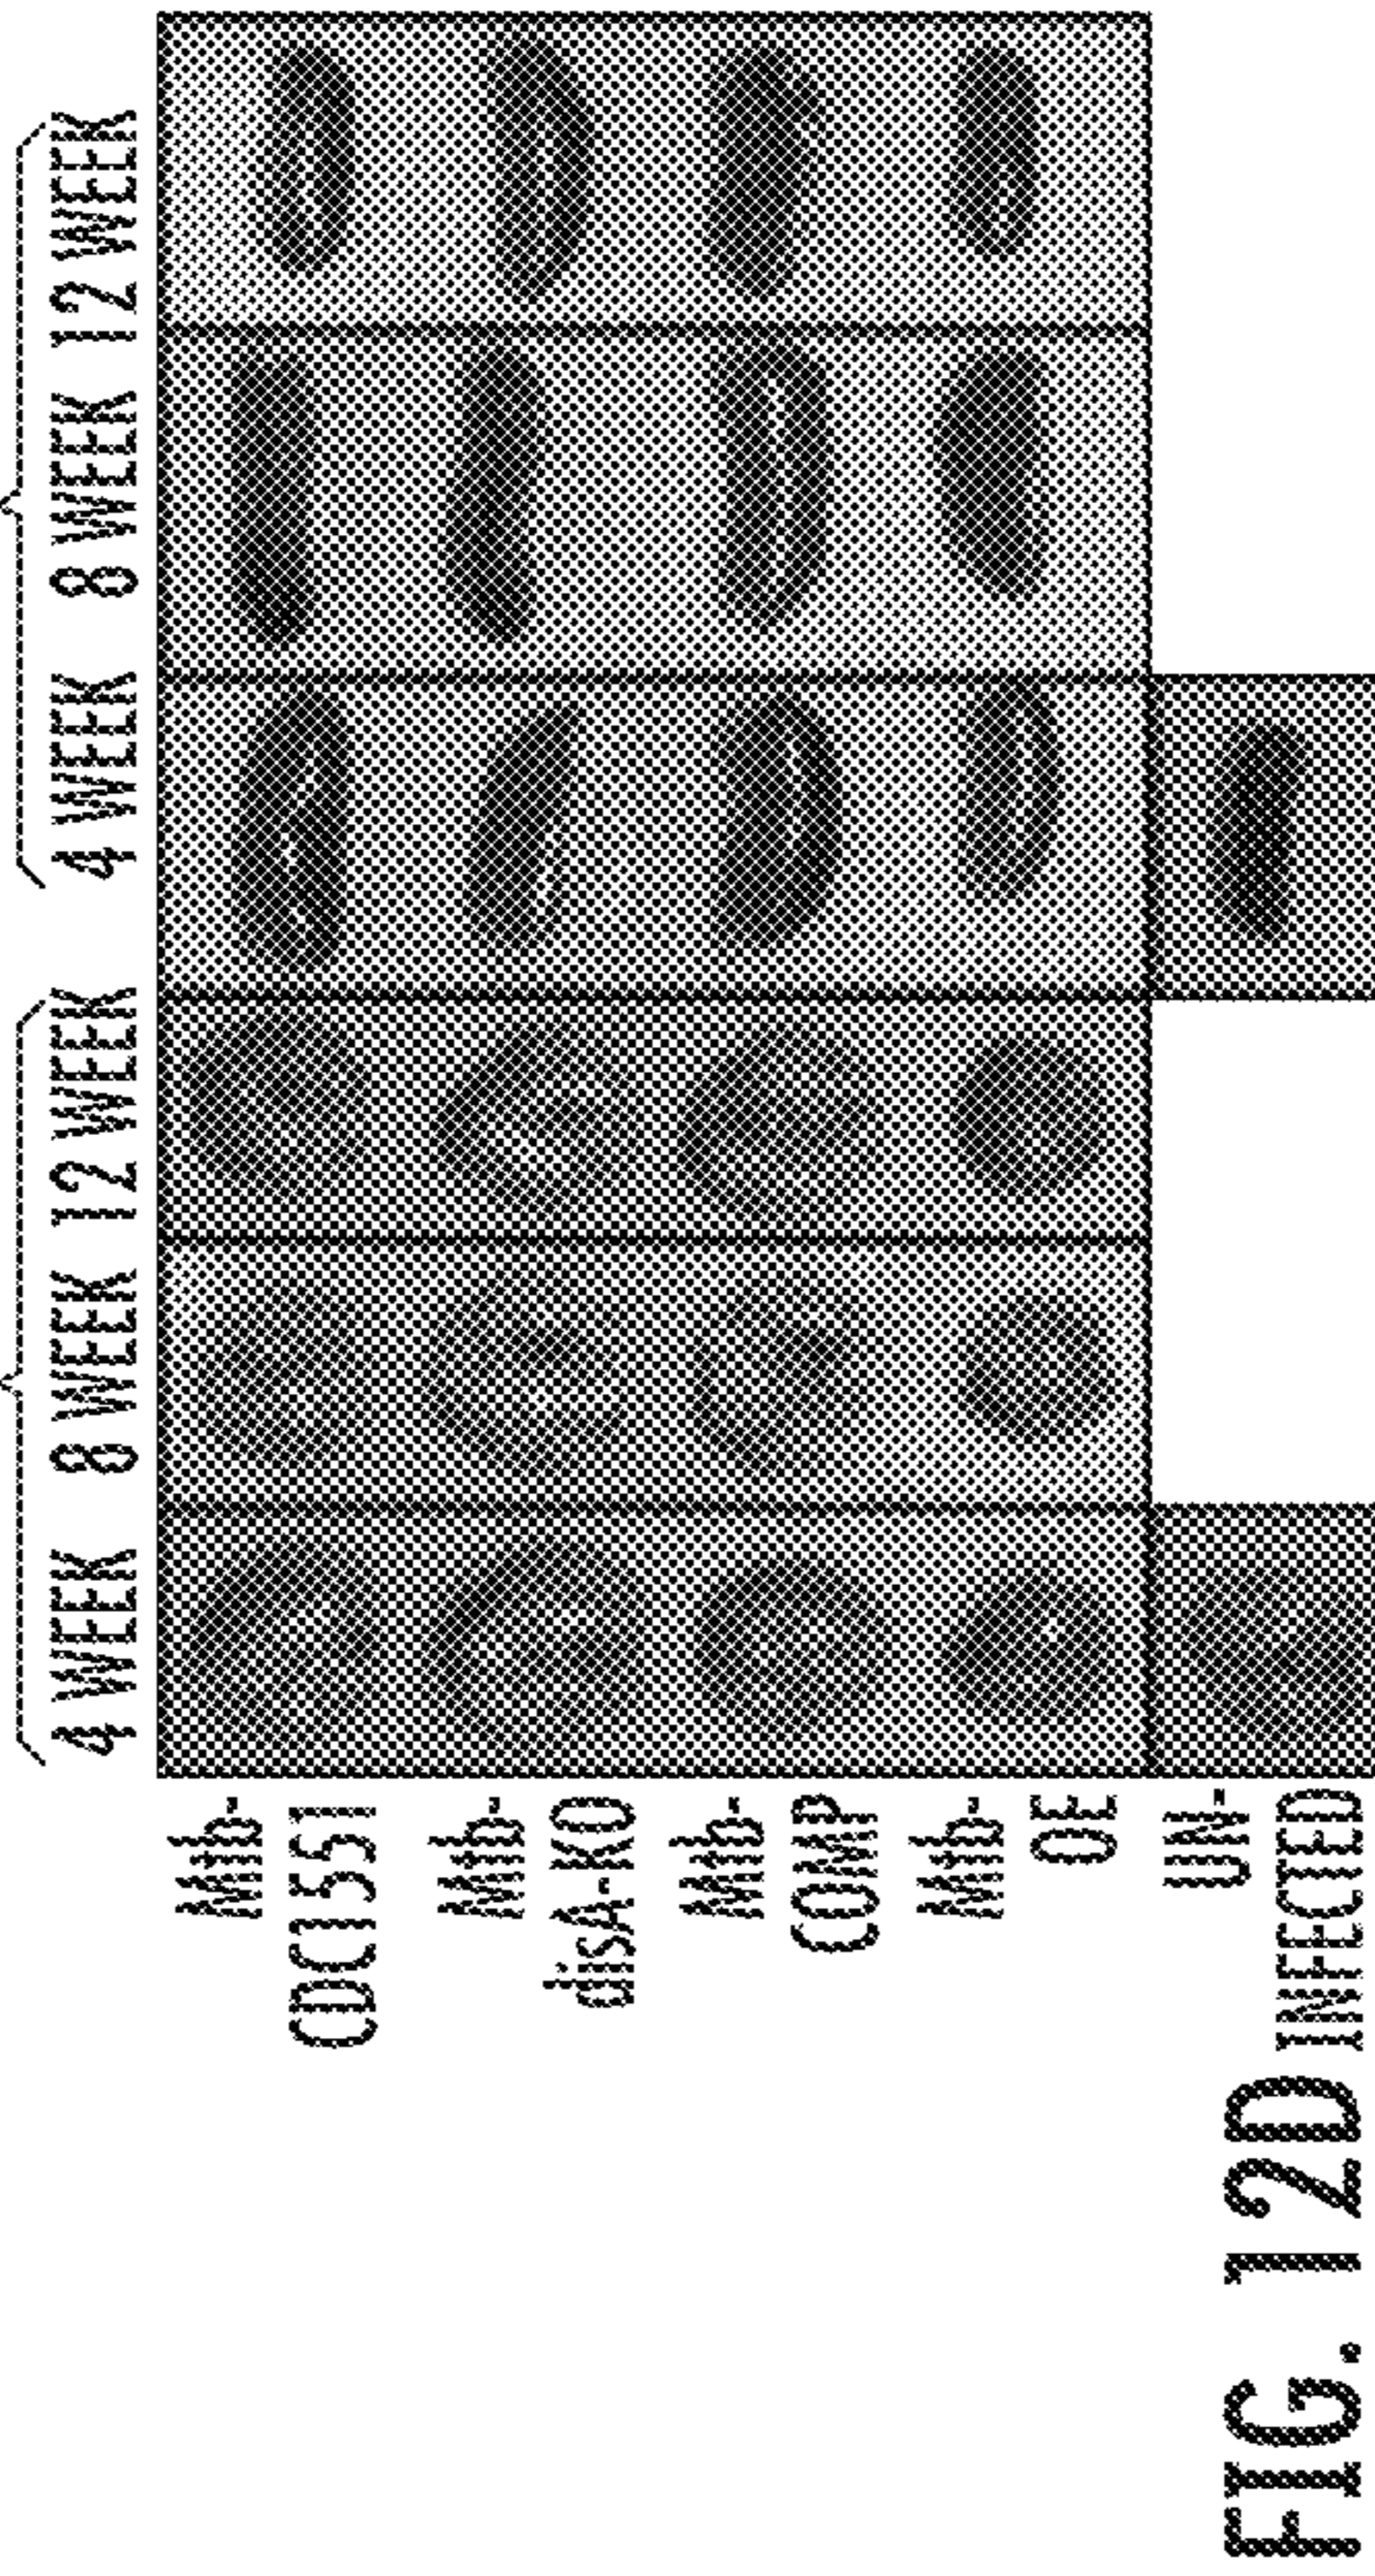 4 WEEK 8 WEEK 12 WEEK 4 WEEK 8 WEEK 12 WEEK
Mtb-
CDC1551
Mtb-
disA-KO
Mtb-
COMP
Mtb-
OE
UN-
INFECTED
FIG. 12D